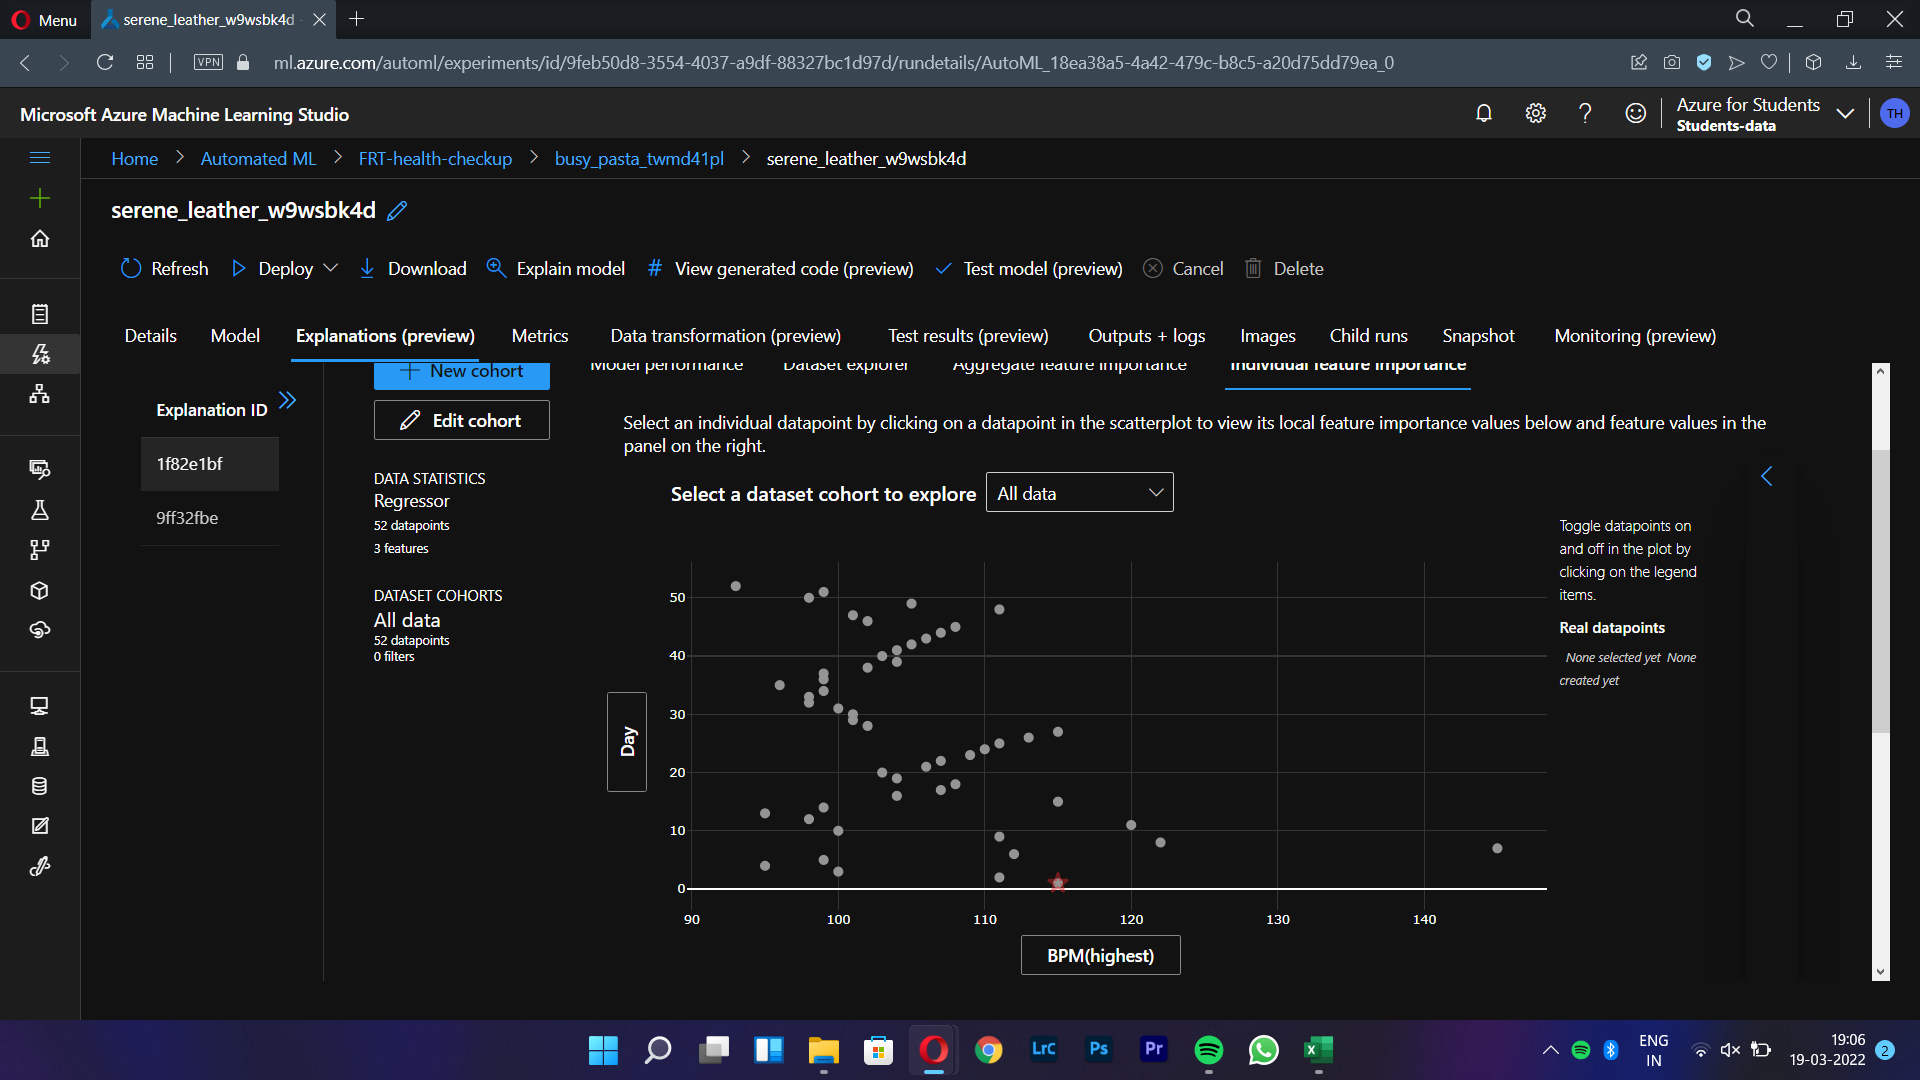 Menu
serene_leather_w9wsbk4d
VPN
ml.azure.com/automl/experiments/id/9feb50d8-3554-4037-a9df-88327bc1d97d/rundetails/AutoML_18ea38a5-4a42-479c-b8c5-a20d75dd79ea_0
Microsoft Azure Machine Learning Studio
Azure for Students
Students-data
TH
Home > Automated ML > FRT-health-checkup > busy_pasta_twmd41pl > serene_leather_w9wsbk4d
serene_leather_w9wsbk4d
Refresh Deploy Download Explain model # View generated code (preview) Test model (preview) Cancel Delete
Details Model Explanations (preview) Metrics Data transformation (preview) Test results (preview) Outputs + logs Images Child runs Snapshot Monitoring (preview)
New cohort
Model performance Dataset explorer Aggregate feature importance Individual feature importance
Explanation ID
1f82e1bf
9ff32fbe
Edit cohort
DATA STATISTICS
Regressor
52 datapoints
3 features
DATASET COHORTS
All data
52 datapoints
0 filters
Select an individual datapoint by clicking on a datapoint in the scatterplot to view its local feature importance values below and feature values in the
panel on the right.
Select a dataset cohort to explore All data
Toggle datapoints on
and off in the plot by
clicking on the legend
items.
Real datapoints
None selected yet None
created yet
Day
50
40
30
20
10
0
90 100 110 120 130 140
BPM(highest)
LrC
Ps
Pr
ENG
IN
19:06
19-03-2022
2